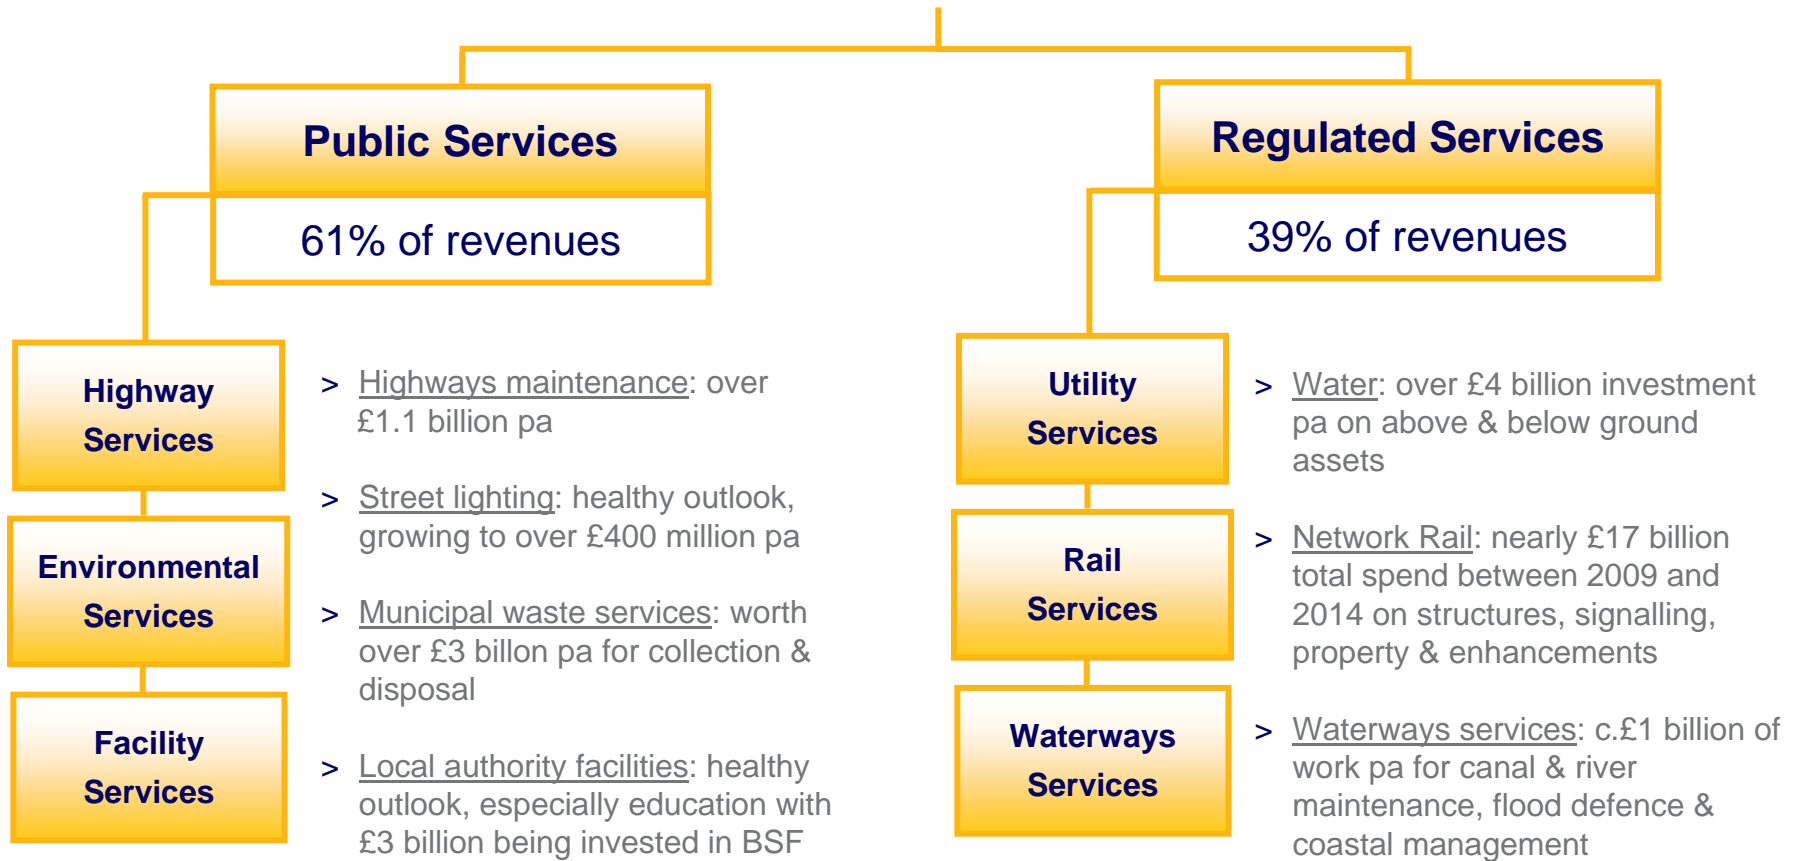 Public Services
61% of revenues
Highway
Services
Environmental
Services
Facility
Services
> Highways maintenance: over
£1.1 billion pa
> Street lighting: healthy outlook,
growing to over £400 million pa
> Municipal waste services: worth
over £3 billon pa for collection &
disposal
> Local authority facilities: healthy
outlook, especially education with
£3 billion being invested in BSF
Regulated Services
39% of revenues
Utility
Services
Rail
Services
Waterways
Services
> Water: over £4 billion investment
pa on above & below ground
assets
> Network Rail: nearly £17 billion
total spend between 2009 and
2014 on structures, signalling,
property & enhancements
> Waterways services: c.£1 billion of
work pa for canal & river
maintenance, flood defence &
coastal management